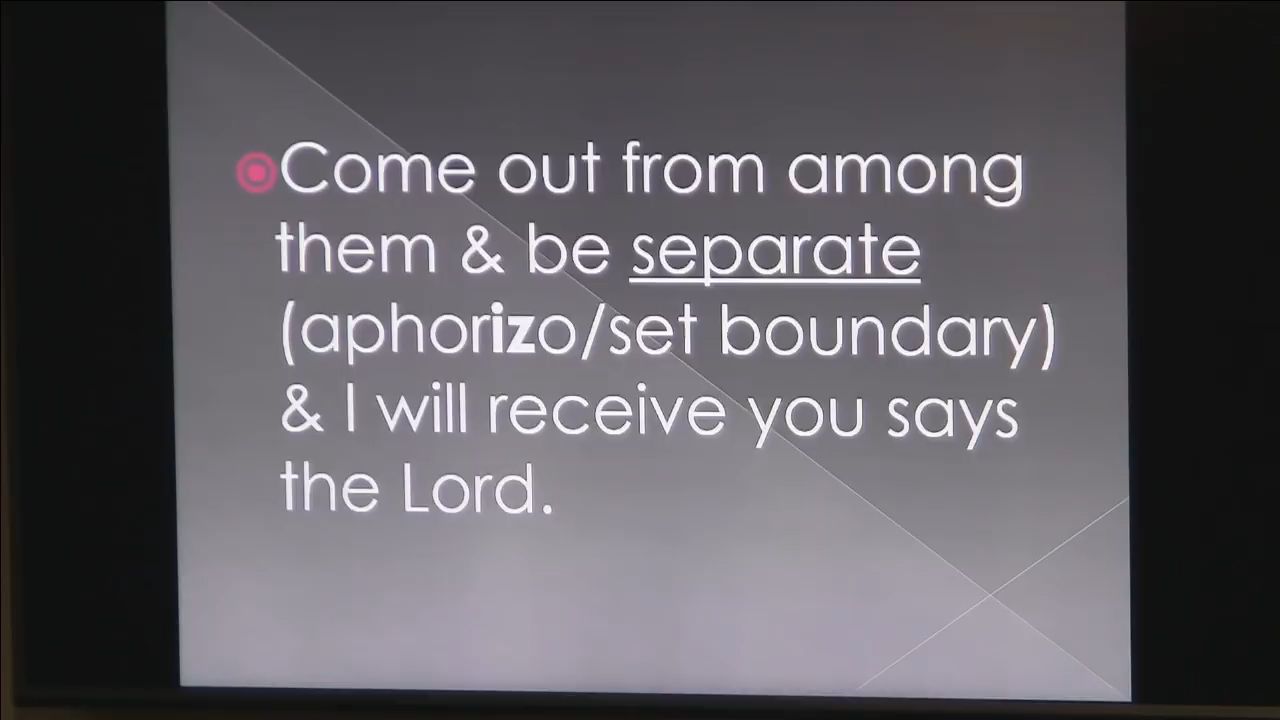 Come out from among
them & be separate
(aphorizo/set boundary)
& I will receive you says
the Lord.